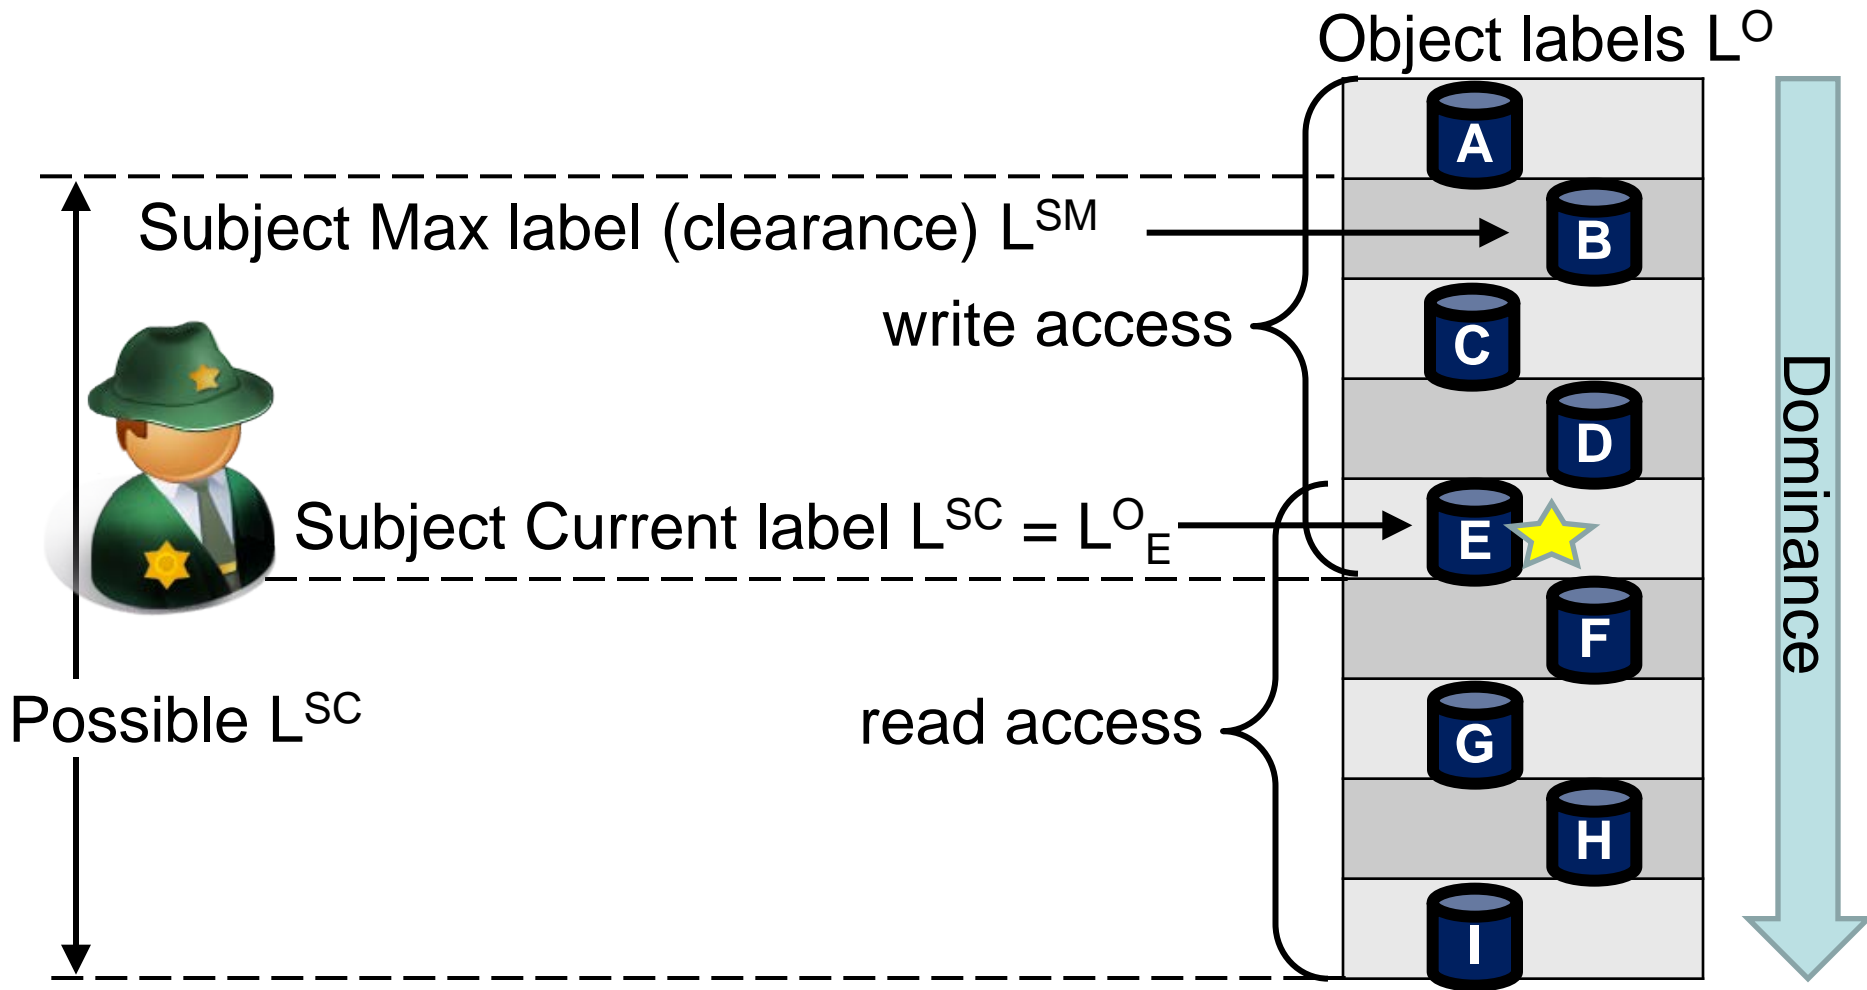 Object labels L^O
A
Subject Max label (clearance) L^SM
B
write access
C
D
Dominance
Subject Current label L^SC = L^O_E
E
F
Possible L^SC
read access
G
H
I